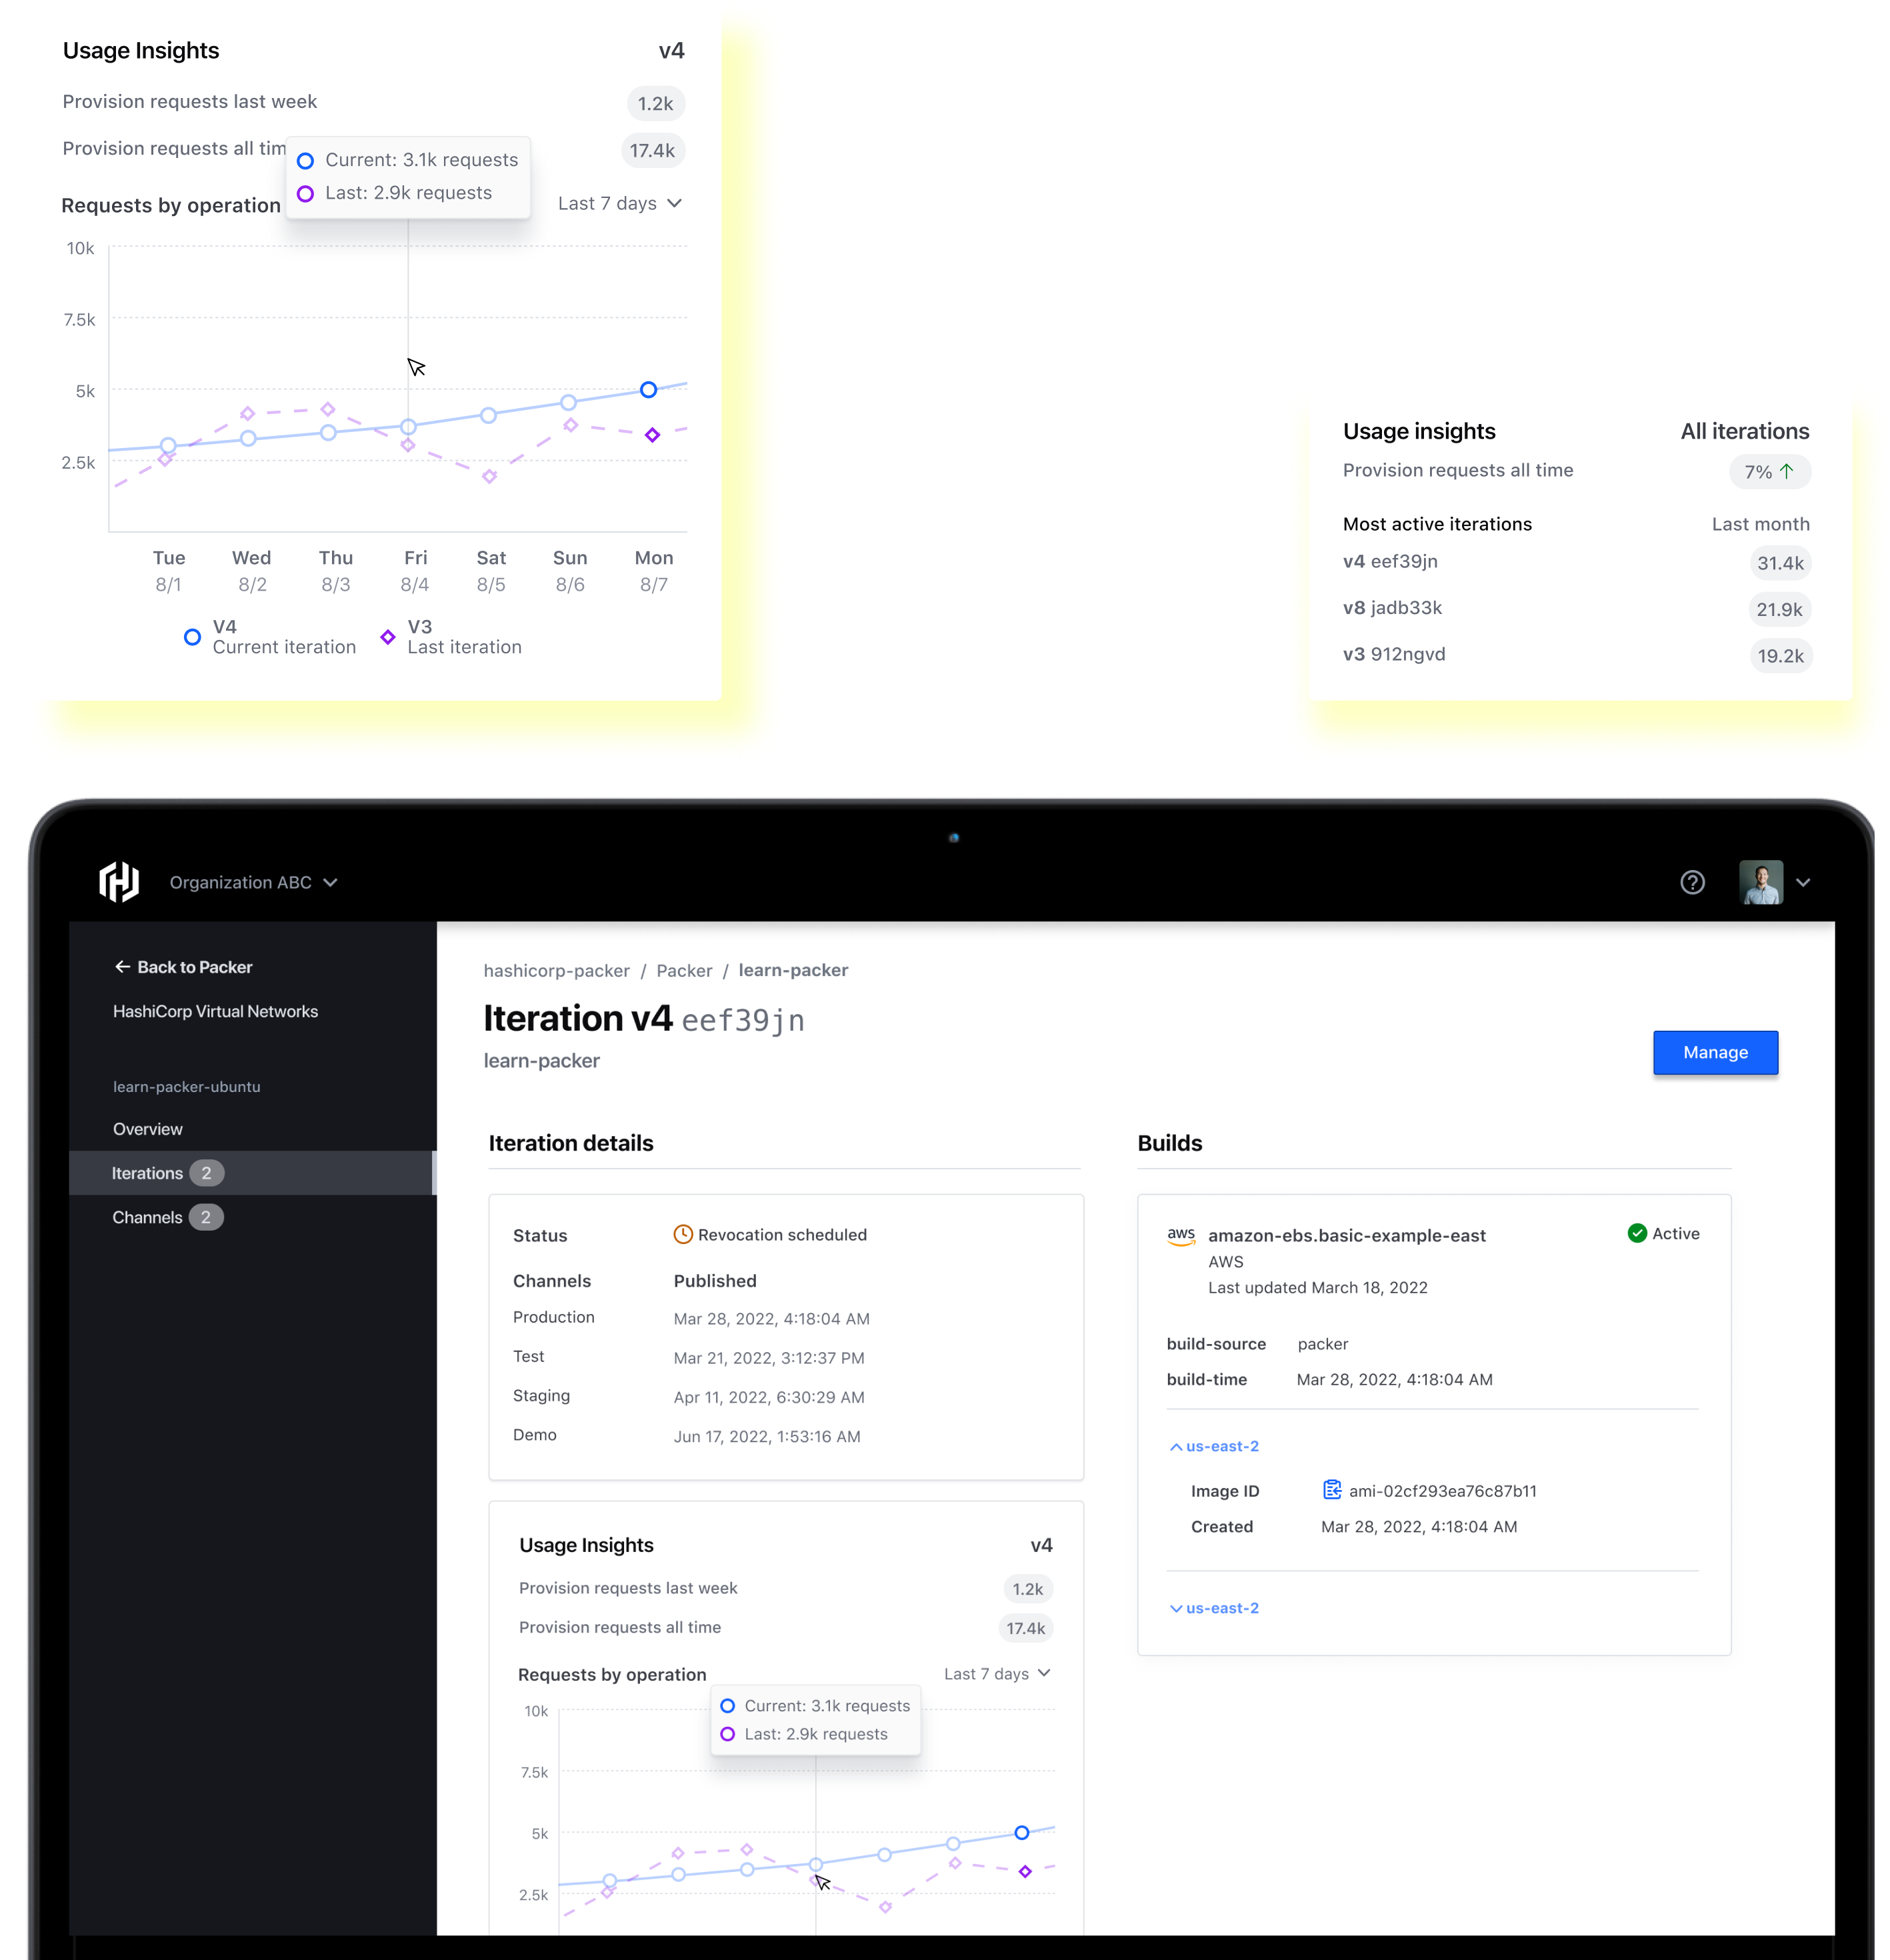 Usage Insights v4
Provision requests last week 1.2k
Provision requests all tim 17.4k
Current: 3.1k requests
Last: 2.9k requests
Requests by operation Last 7 days
10k
7.5k
5k
2.5k
Tue Wed Thu Fri Sat Sun Mon
8/1 8/2 8/3 8/4 8/5 8/6 8/7
V4 V3
Current iteration Last iteration
Usage insights All iterations
Provision requests all time 7%
Most active iterations Last month
v4 eef39jn 31.4k
v8 jadb33k 21.9k
v3 912ngvd 19.2k
Organization ABC
Back to Packer
HashiCorp Virtual Networks
learn-packer-ubuntu
Overview
Iterations 2
Channels 2
hashicorp-packer / Packer / learn-packer
Iteration v4 eef39jn
learn-packer
Manage
Iteration details
Status Revocation scheduled
Channels Published
Production Mar 28, 2022, 4:18:04 AM
Test Mar 21, 2022, 3:12:37 PM
Staging Apr 11, 2022, 6:30:29 AM
Demo Jun 17, 2022, 1:53:16 AM
Usage Insights v4
Provision requests last week 1.2k
Provision requests all time 17.4k
Requests by operation Last 7 days
Current: 3.1k requests
Last: 2.9k requests
10k
7.5k
5k
2.5k
Builds
aws amazon-ebs.basic-example-east Active
AWS
Last updated March 18, 2022
build-source packer
build-time Mar 28, 2022, 4:18:04 AM
us-east-2
Image ID ami-02cf293ea76c87b11
Created Mar 28, 2022, 4:18:04 AM
us-east-2